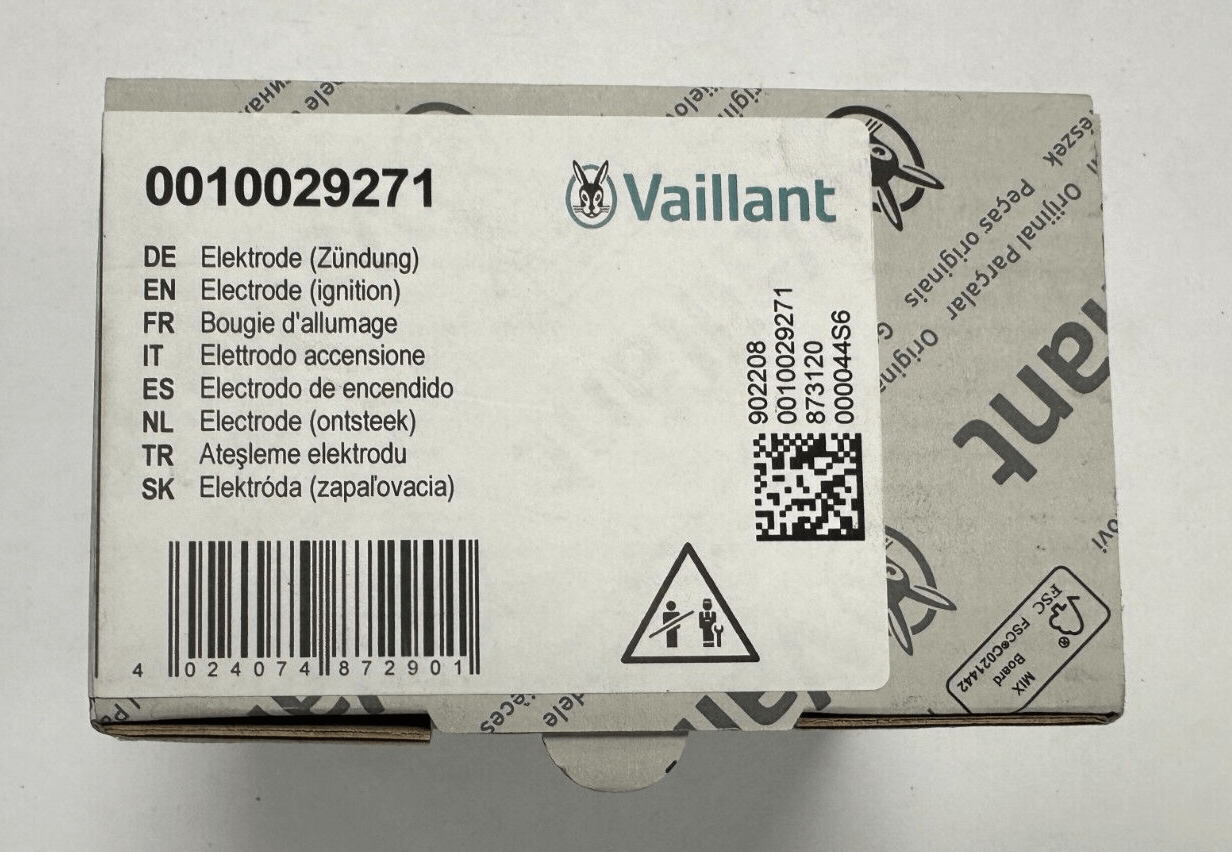 0010029271
Vaillant
DE Elektrode (Zündung)
EN Electrode (ignition)
FR Bougie d'allumage
IT Elettrodo accensione
ES Electrodo de encendido
NL Electrode (ontsteek)
TR Ateşleme elektrodu
SK Elektróda (zapaľovacia)
902208
0010029271
873120
000044S6
4 024074 872901
Orijinal Parçalar
Peças originais
FSC
MIX
Board
FSC®C021442